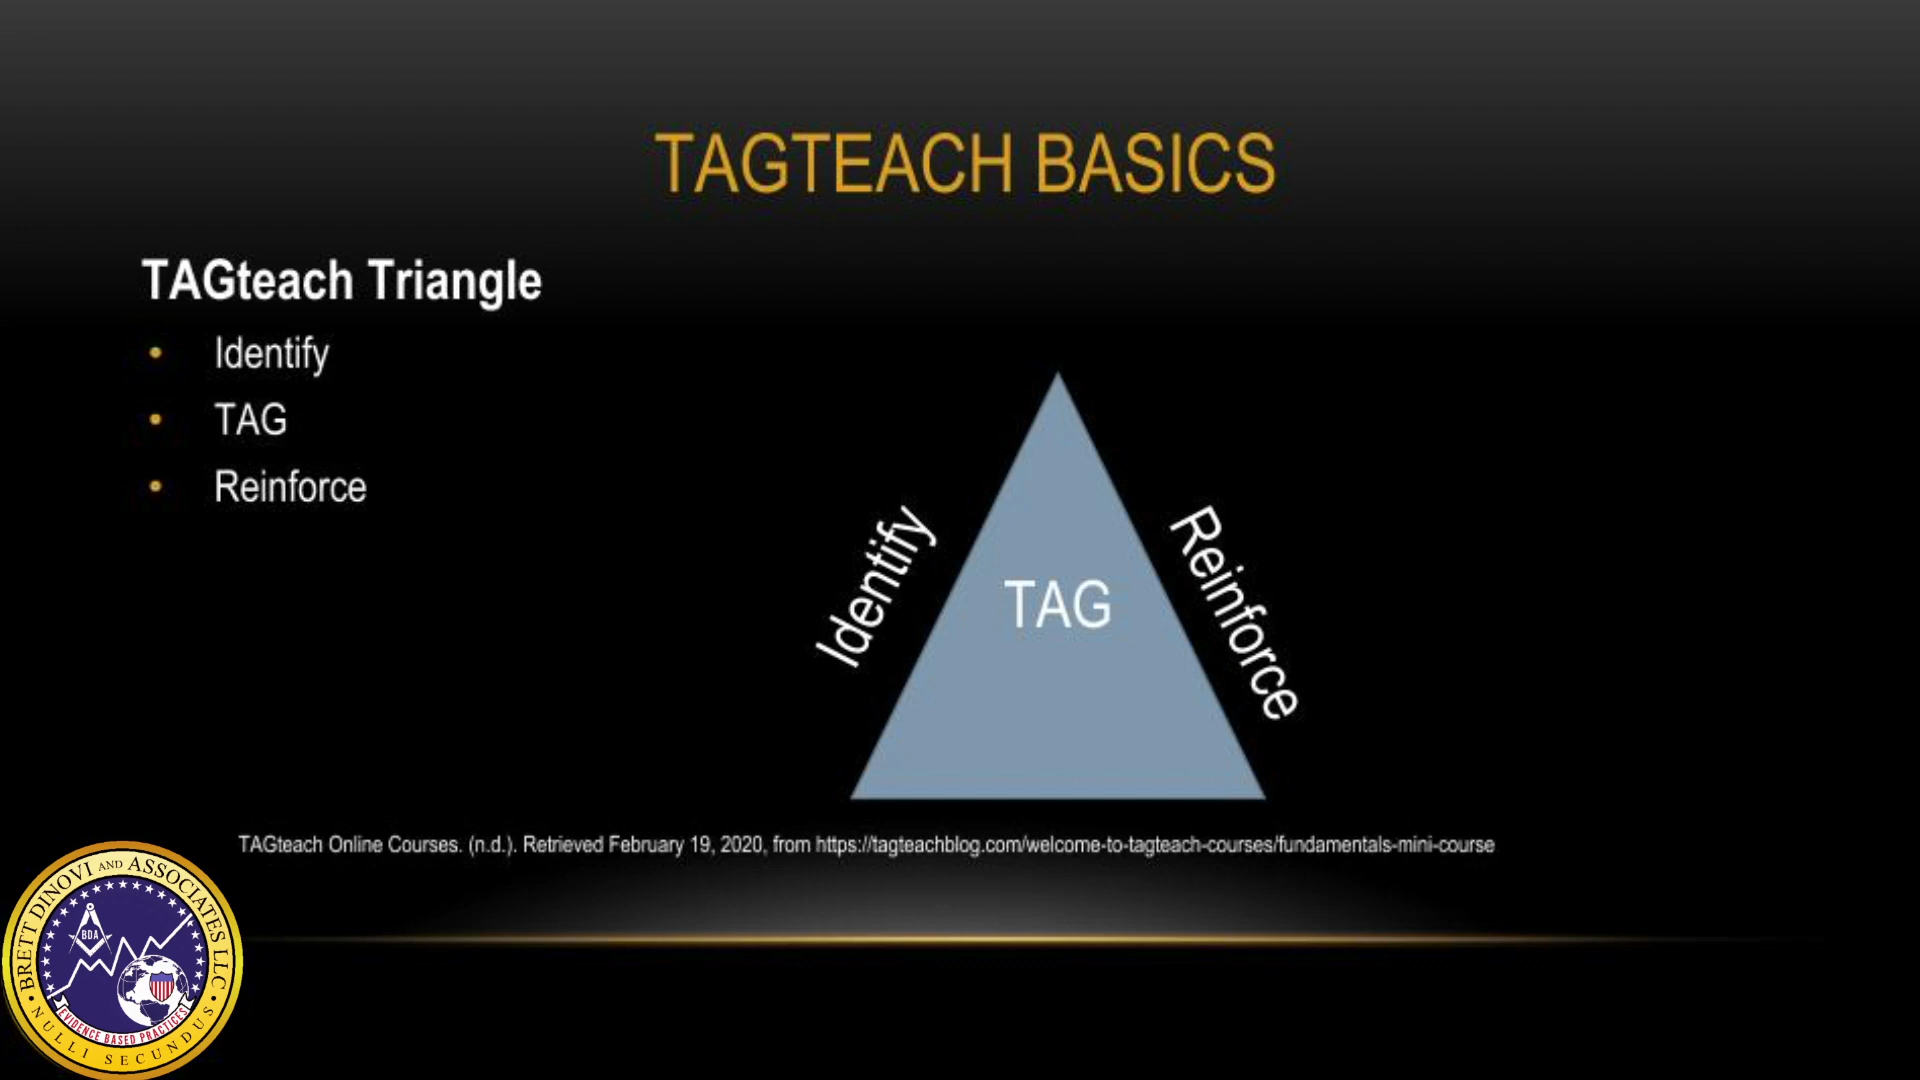 TAGTEACH BASICS
TAGteach Triangle
• Identify
• TAG
• Reinforce
Identify
TAG
Reinforce
TAGteach Online Courses. (n.d.). Retrieved February 19, 2020, from https://tagteachblog.com/welcome-to-tagteach-courses/fundamentals-mini-course
BRETT DINOVI AND ASSOCIATES LLC
BDA
EVIDENCE BASED PRACTICES
• NULLI SECUNDUS •